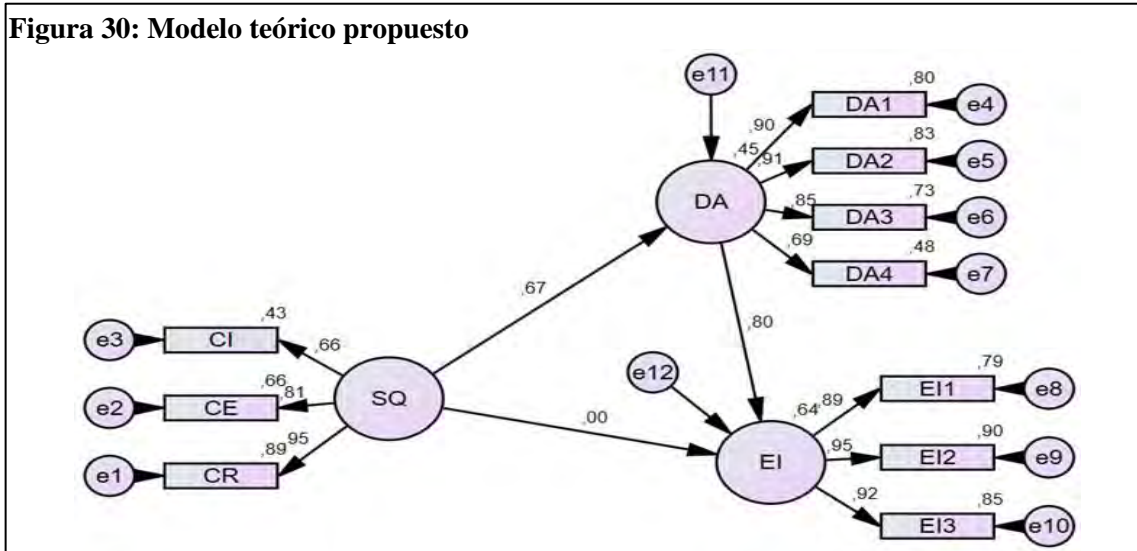 Figura 30: Modelo teórico propuesto
e11
,80
DA1
e4
,90
,45
,91
,83
DA2
e5
DA
,85
,73
DA3
e6
,69
,48
DA4
e7
,67
,80
,43
e3
CI
,66
,66
,81
e2
CE
SQ
,89
,95
e1
CR
,00
e12
,79
,64
,89
EI1
e8
EI
,95
,90
EI2
e9
,92
,85
EI3
e10